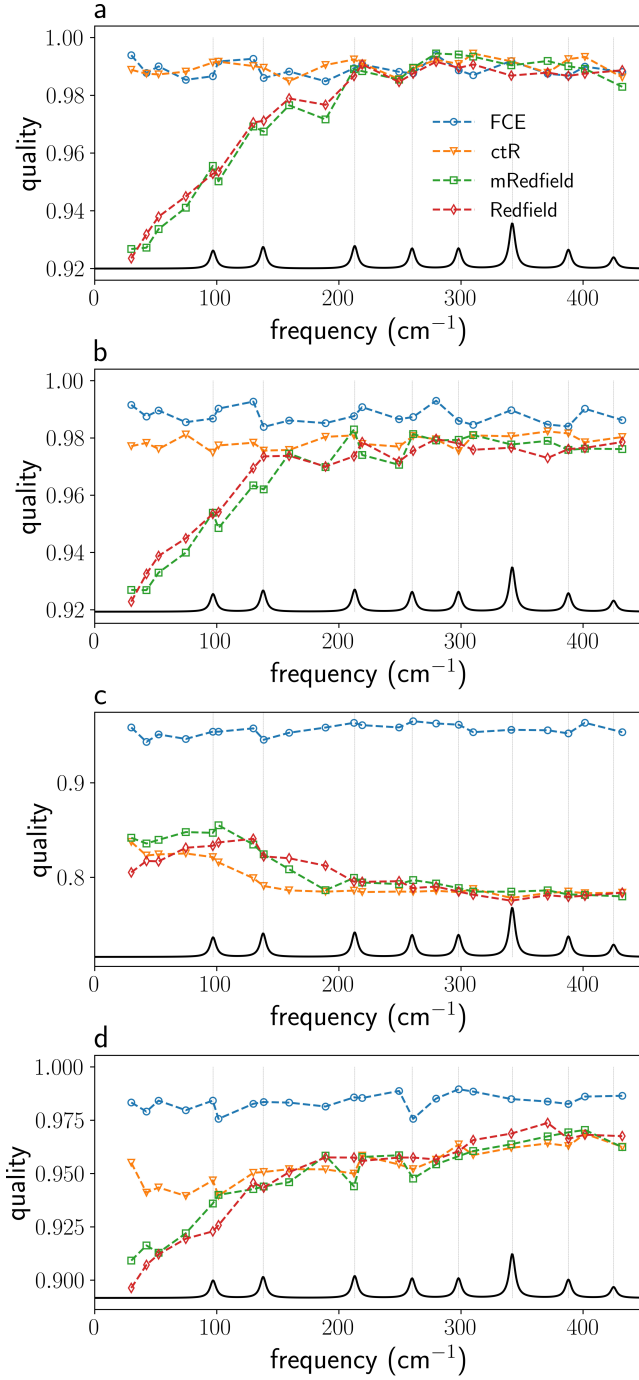 a
1.00
0.98
0.96
0.94
0.92
quality
FCE
ctR
mRedfield
Redfield
0 100 200 300 400
frequency (cm⁻¹)
b
1.00
0.98
0.96
0.94
0.92
quality
0 100 200 300 400
frequency (cm⁻¹)
c
0.9
0.8
quality
0 100 200 300 400
frequency (cm⁻¹)
d
1.000
0.975
0.950
0.925
0.900
quality
0 100 200 300 400
frequency (cm⁻¹)